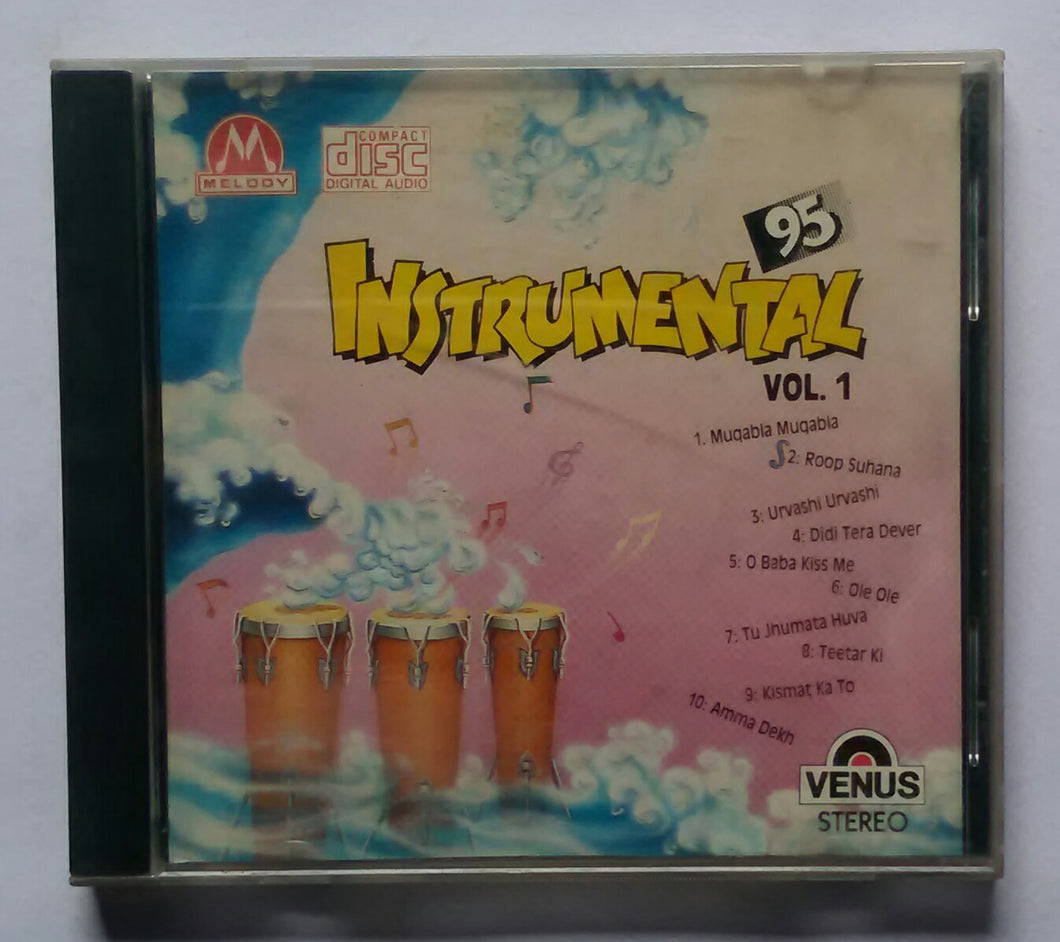 MELODY
COMPACT
disc
DIGITAL AUDIO
95
INSTRUMENTAL
VOL. 1
1. Muqabla Muqabla
2: Roop Suhana
3: Urvashi Urvashi
4: Didi Tera Dever
5: O Baba Kiss Me
6: Ole Ole
7: Tu Jhumata Huva
8: Teetar Ki
9: Kismat Ka To
10: Amma Dekh
VENUS
STEREO